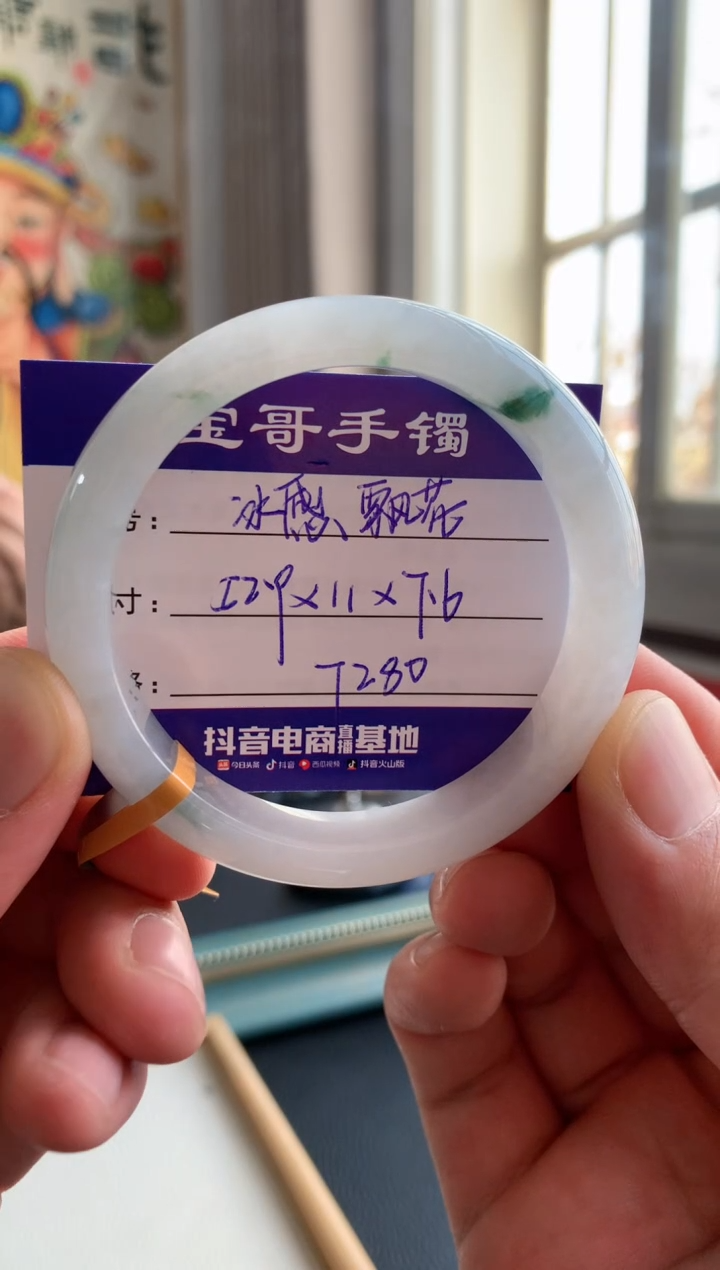 宝哥手镯
号: 冰感、飘花
寸: 57.9×11×7.6
格: 7280
抖音电商直播基地
今日头条 抖音 西瓜视频 抖音火山版